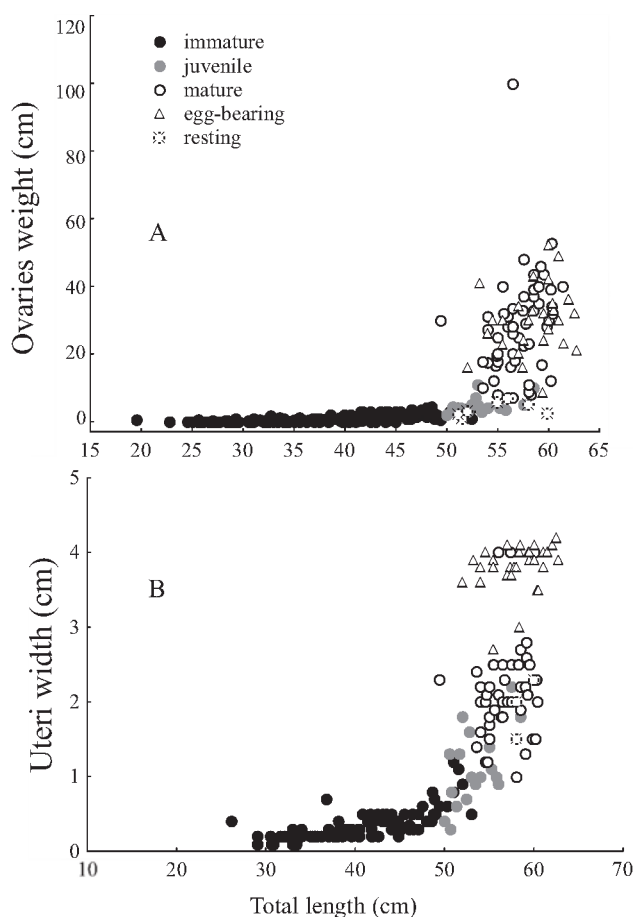 120
100
80
60
40
20
0
Ovaries weight (cm)
immature
juvenile
mature
egg-bearing
resting
A
15 20 25 30 35 40 45 50 55 60 65
5
4
3
2
1
0
Uteri width (cm)
B
10 20 30 40 50 60 70
Total length (cm)